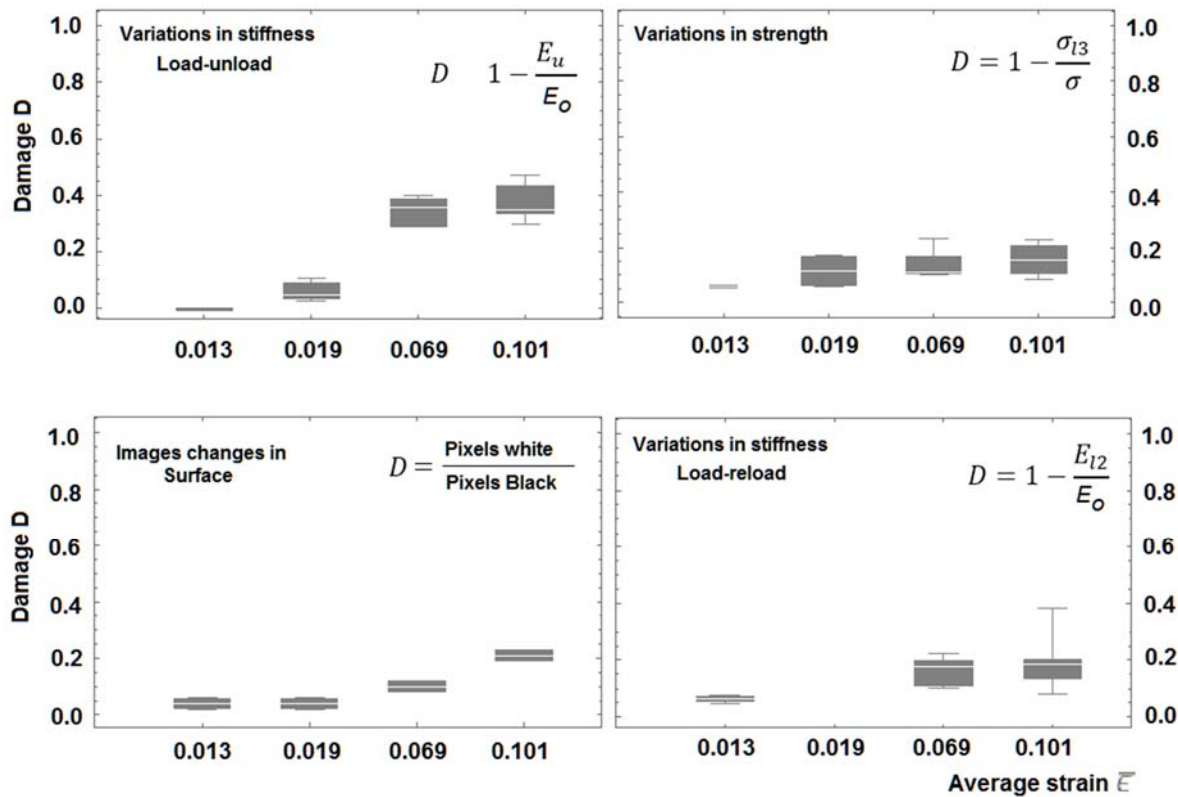 Variations in stiffness
Load-unload
D 1 − E_u/E_O
Damage D
1.0
0.8
0.6
0.4
0.2
0.0
0.013 0.019 0.069 0.101
Variations in strength
D = 1 − σ_l3/σ
1.0
0.8
0.6
0.4
0.2
0.0
0.013 0.019 0.069 0.101
Images changes in
Surface
D = Pixels white/Pixels Black
Damage D
1.0
0.8
0.6
0.4
0.2
0.0
0.013 0.019 0.069 0.101
Variations in stiffness
Load-reload
D = 1 − E_l2/E_O
1.0
0.8
0.6
0.4
0.2
0.0
0.013 0.019 0.069 0.101
Average strain ε̅